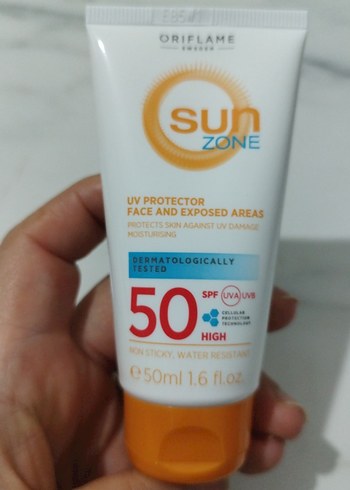 ORIFLAME
SWEDEN
sun
ZONE
UV PROTECTOR
FACE AND EXPOSED AREAS
PROTECTS SKIN AGAINST UV DAMAGE
MOISTURISING
DERMATOLOGICALLY
TESTED
50 SPF UVA UVB
CELLULAR
PROTECTION
TECHNOLOGY
HIGH
NON STICKY, WATER RESISTANT
℮50ml 1.6 fl.oz.